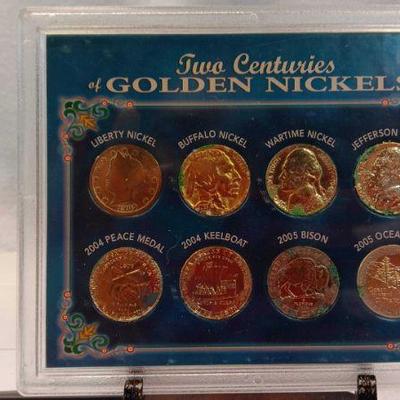 Two Centuries
of GOLDEN NICKELS
LIBERTY NICKEL BUFFALO NICKEL WARTIME NICKEL JEFFERSON
2004 PEACE MEDAL 2004 KEELBOAT 2005 BISON 2005 OCEA